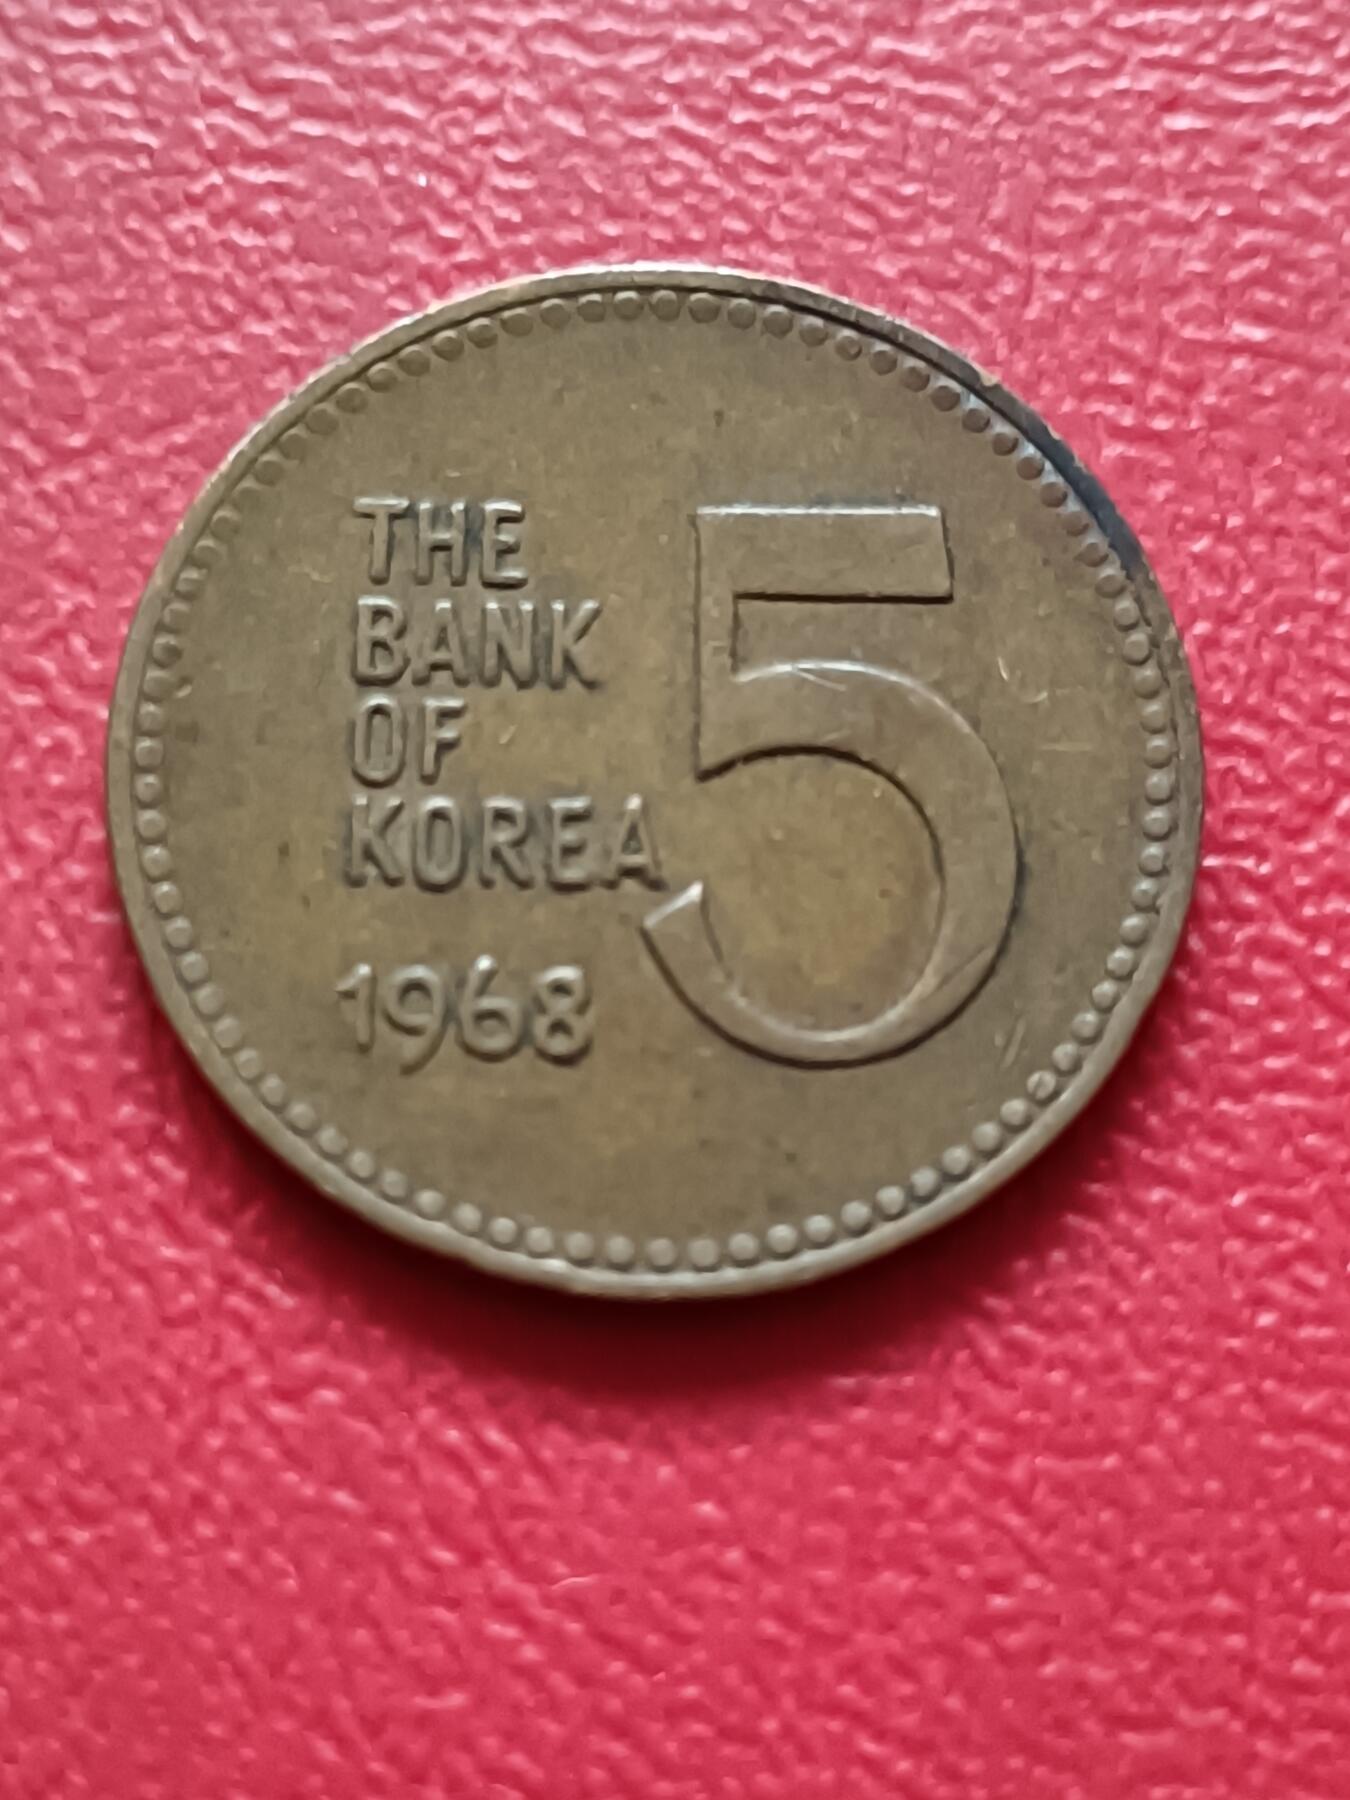 THE
BANK
OF
KOREA
1968
5